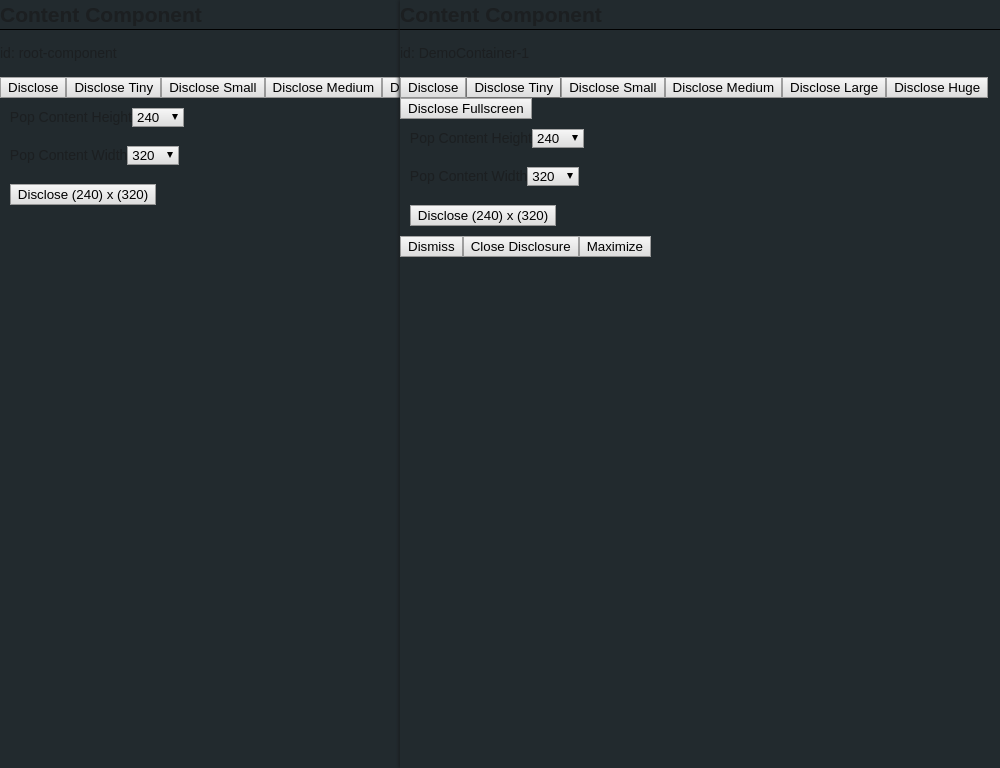 Content Component
id: root-component
Disclose Disclose Tiny Disclose Small Disclose Medium D
Pop Content Height 240
Pop Content Width 320
Disclose (240) x (320)
Content Component
id: DemoContainer-1
Disclose Disclose Tiny Disclose Small Disclose Medium Disclose Large Disclose Huge
Disclose Fullscreen
Pop Content Height 240
Pop Content Width 320
Disclose (240) x (320)
Dismiss Close Disclosure Maximize